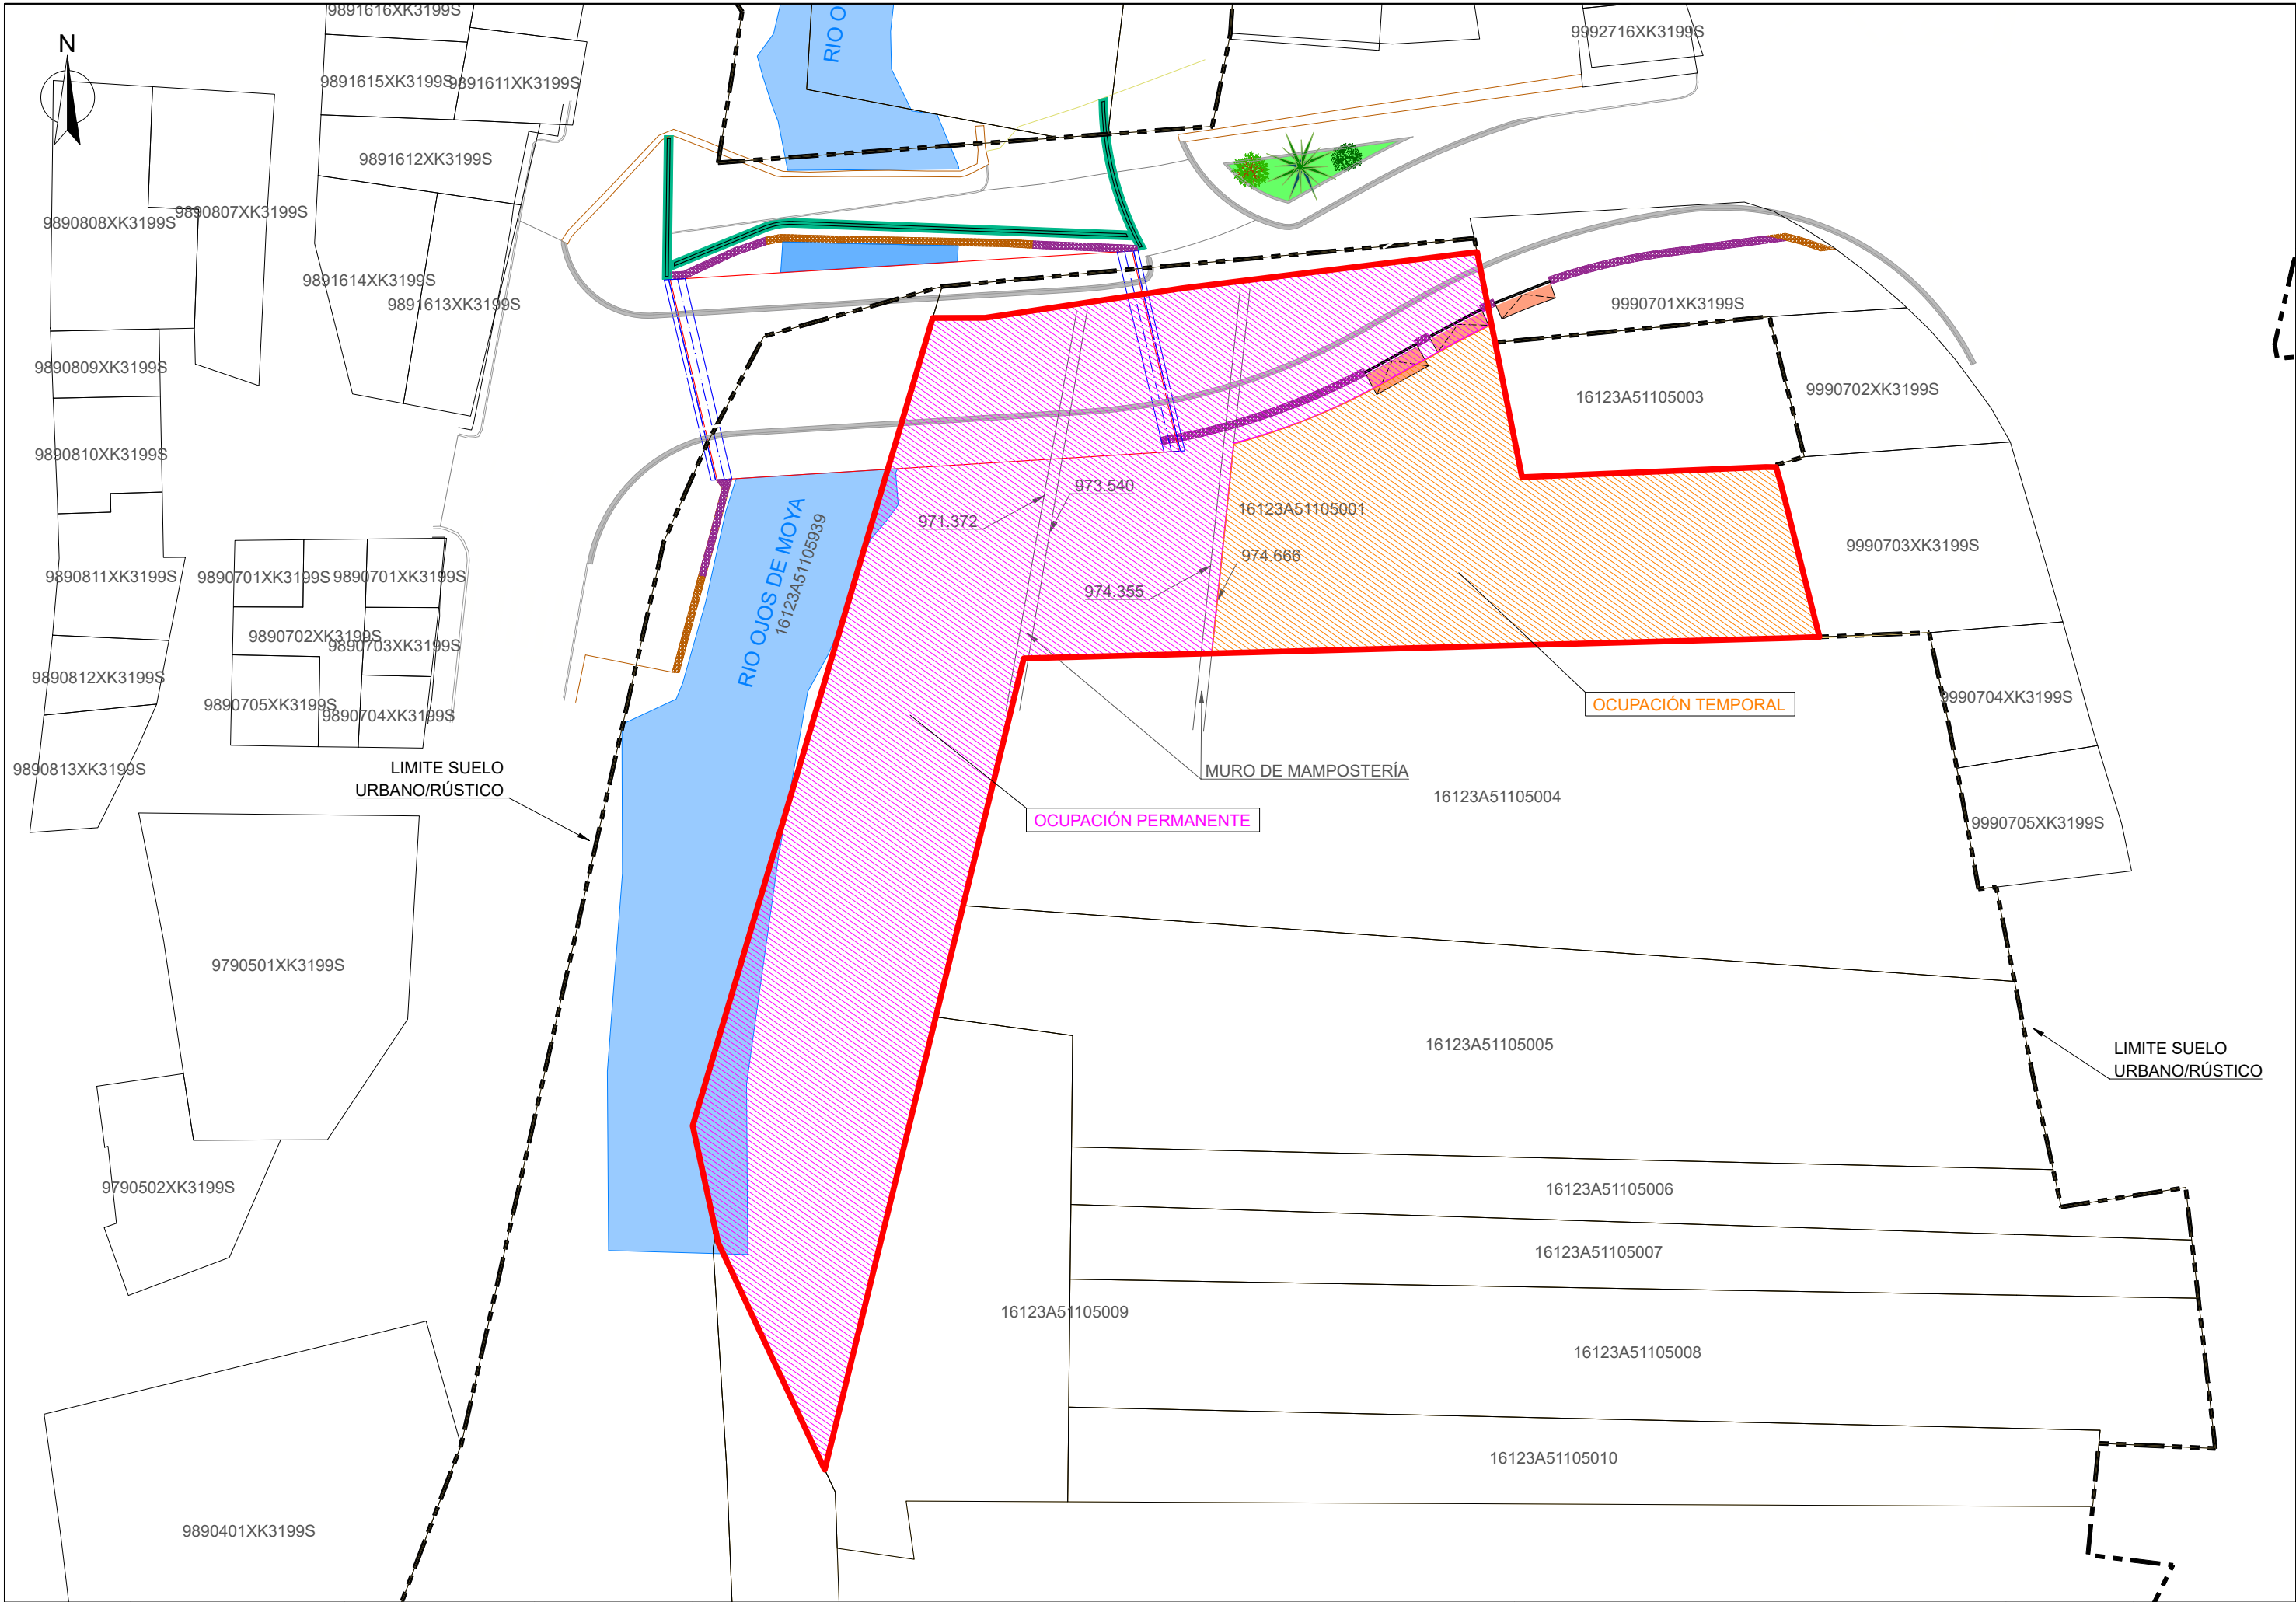 9891616XK3199S
RIO O
9992716XK3199S
N
9891615XK3199S
9891611XK3199S
9891612XK3199S
9890808XK3199S
9890807XK3199S
9891614XK3199S
9891613XK3199S
9990701XK3199S
9890809XK3199S
16123A51105003
9990702XK3199S
9890810XK3199S
973.540
971.372
16123A51105001
RIO OJOS DE MOYA
16123A51105939
974.666
974.355
9990703XK3199S
9890811XK3199S
9890701XK3199S
9890701XK3199S
9890702XK3199S
9890703XK3199S
9890812XK3199S
9890705XK3199S
9890704XK3199S
OCUPACIÓN TEMPORAL
9990704XK3199S
9890813XK3199S
LIMITE SUELO
URBANO/RÚSTICO
MURO DE MAMPOSTERÍA
16123A51105004
OCUPACIÓN PERMANENTE
9990705XK3199S
9790501XK3199S
16123A51105005
LIMITE SUELO
URBANO/RÚSTICO
9790502XK3199S
16123A51105006
16123A51105007
16123A51105009
16123A51105008
16123A51105010
9890401XK3199S